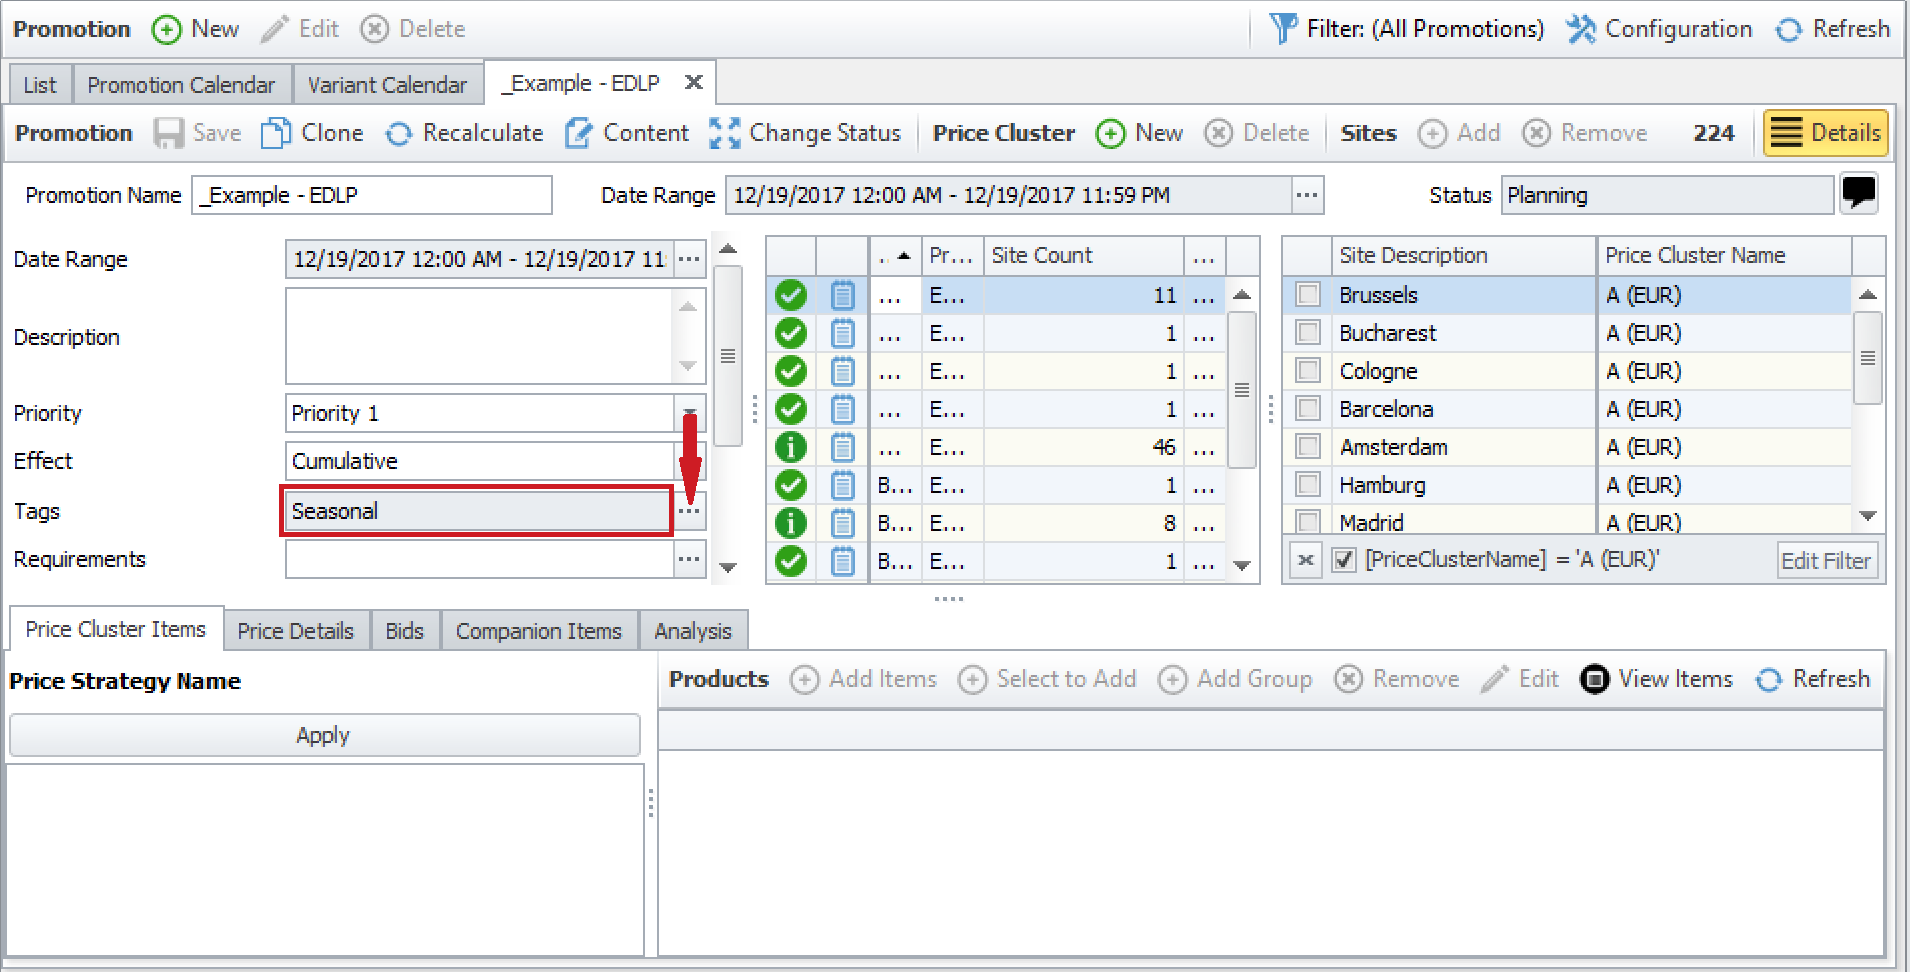 Promotion New Edit Delete Filter: (All Promotions) Configuration Refresh
List Promotion Calendar Variant Calendar _Example - EDLP
Promotion Save Clone Recalculate Content Change Status Price Cluster New Delete Sites Add Remove 224 Details
Promotion Name _Example - EDLP Date Range 12/19/2017 12:00 AM - 12/19/2017 11:59 PM ... Status Planning
Date Range 12/19/2017 12:00 AM - 12/19/2017 11: ...
Description
Priority Priority 1
Effect Cumulative
Tags Seasonal ...
Requirements ...
.. Pr... Site Count ...
... E... 11 ...
... E... 1 ...
... E... 1 ...
... E... 1 ...
... E... 46 ...
B... E... 1 ...
B... E... 8 ...
B... E... 1 ...
Site Description Price Cluster Name
Brussels A (EUR)
Bucharest A (EUR)
Cologne A (EUR)
Barcelona A (EUR)
Amsterdam A (EUR)
Hamburg A (EUR)
Madrid A (EUR)
[PriceClusterName] = 'A (EUR)' Edit Filter
Price Cluster Items Price Details Bids Companion Items Analysis
Price Strategy Name
Apply
Products Add Items Select to Add Add Group Remove Edit View Items Refresh